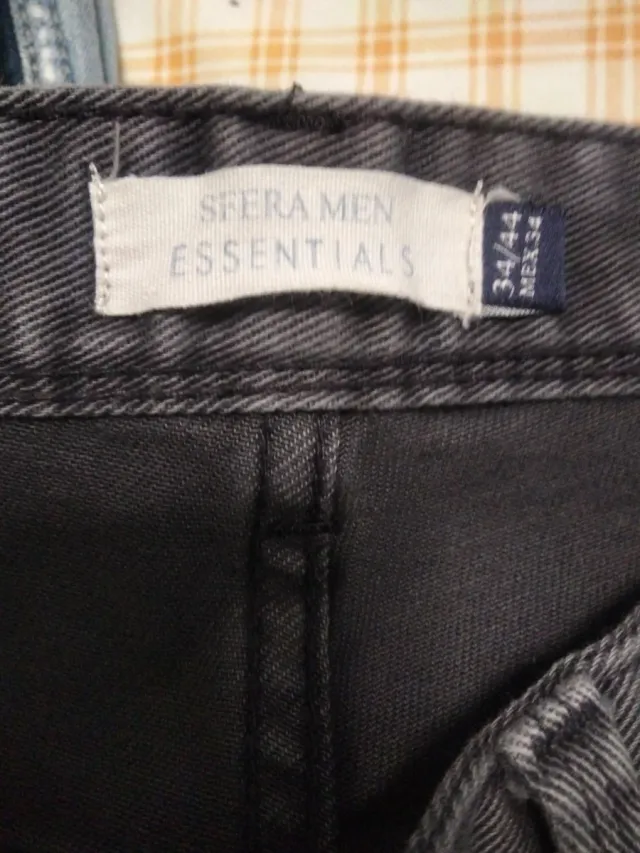 SFERA MEN
ESSENTIALS
34/44
MEX 34